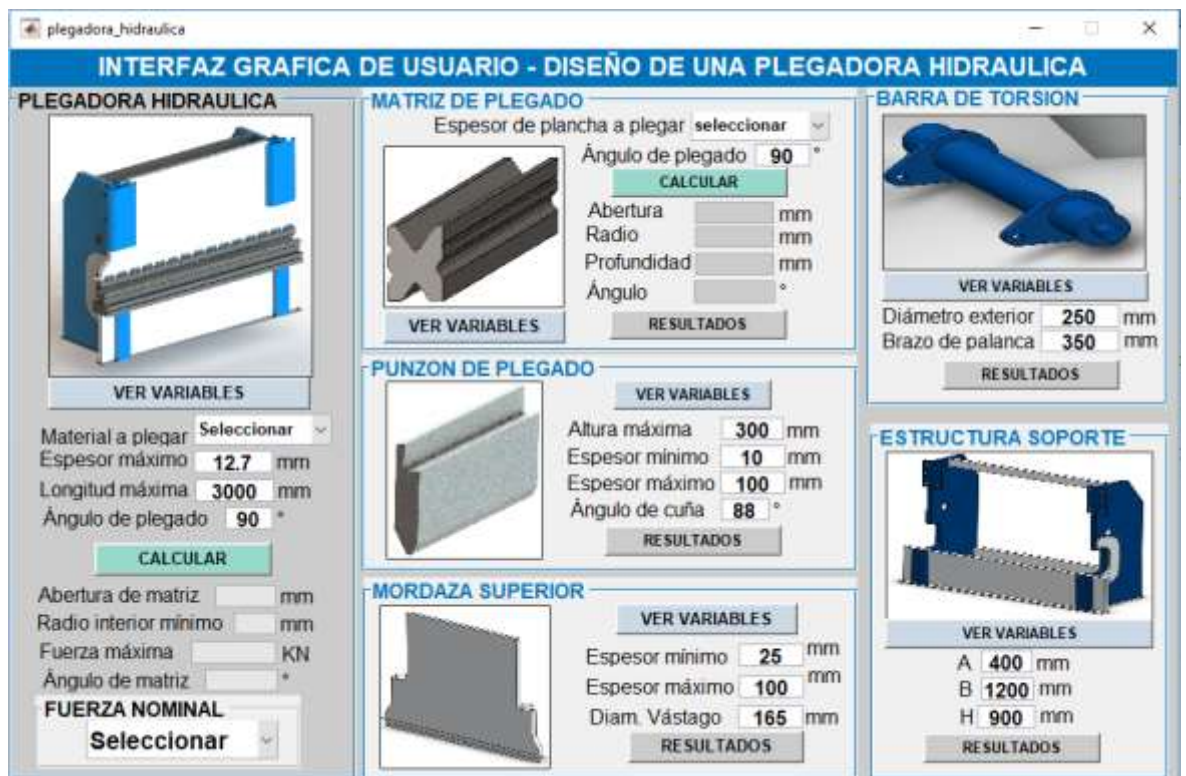 plegadora_hidraulica
INTERFAZ GRAFICA DE USUARIO - DISEÑO DE UNA PLEGADORA HIDRAULICA
PLEGADORA HIDRAULICA
VER VARIABLES
Material a plegar Seleccionar
Espesor máximo 12.7 mm
Longitud máxima 3000 mm
Ángulo de plegado 90 °
CALCULAR
Abertura de matriz mm
Radio interior mínimo mm
Fuerza máxima KN
Ángulo de matriz °
FUERZA NOMINAL
Seleccionar
MATRIZ DE PLEGADO
Espesor de plancha a plegar seleccionar
Ángulo de plegado 90 °
CALCULAR
Abertura mm
Radio mm
Profundidad mm
Ángulo °
VER VARIABLES RESULTADOS
PUNZON DE PLEGADO
VER VARIABLES
Altura máxima 300 mm
Espesor mínimo 10 mm
Espesor máximo 100 mm
Ángulo de cuña 88 °
RESULTADOS
MORDAZA SUPERIOR
VER VARIABLES
Espesor mínimo 25 mm
Espesor máximo 100 mm
Diam. Vástago 165 mm
RESULTADOS
BARRA DE TORSION
VER VARIABLES
Diámetro exterior 250 mm
Brazo de palanca 350 mm
RESULTADOS
ESTRUCTURA SOPORTE
VER VARIABLES
A 400 mm
B 1200 mm
H 900 mm
RESULTADOS